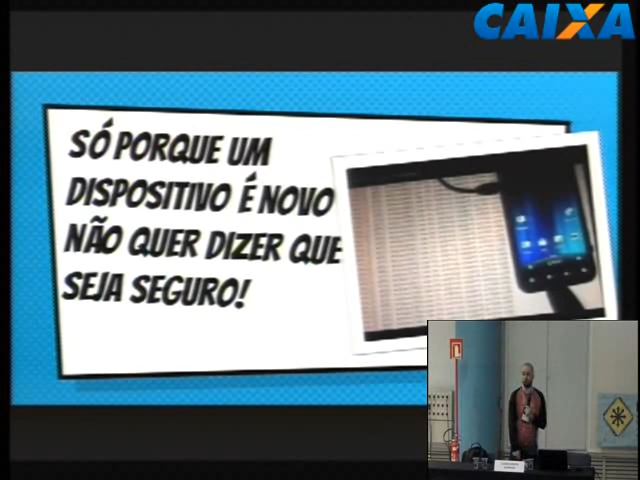 CAIXA
SÓ PORQUE UM
DISPOSITIVO É NOVO
NÃO QUER DIZER QUE
SEJA SEGURO!